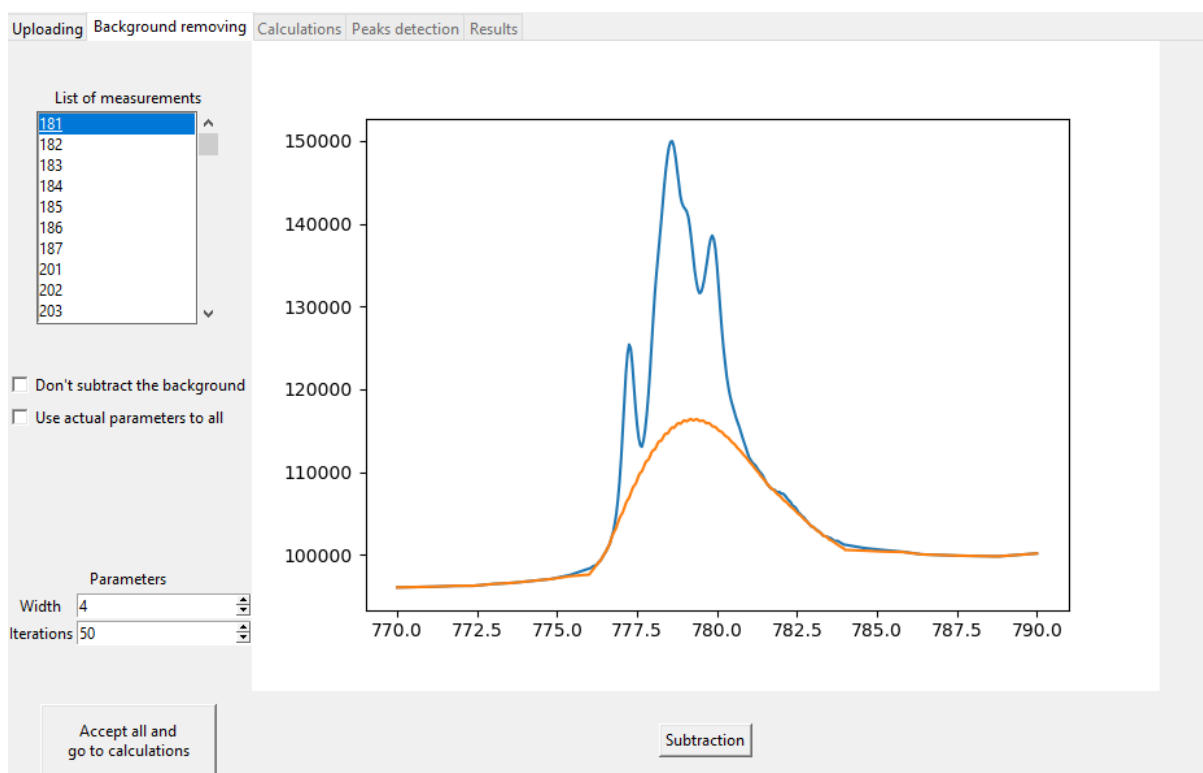 Uploading Background removing Calculations Peaks detection Results
List of measurements
181
182
183
184
185
186
187
201
202
203
Don't subtract the background
Use actual parameters to all
Parameters
Width 4
Iterations 50
Accept all and
go to calculations
150000
140000
130000
120000
110000
100000
770.0 772.5 775.0 777.5 780.0 782.5 785.0 787.5 790.0
Subtraction